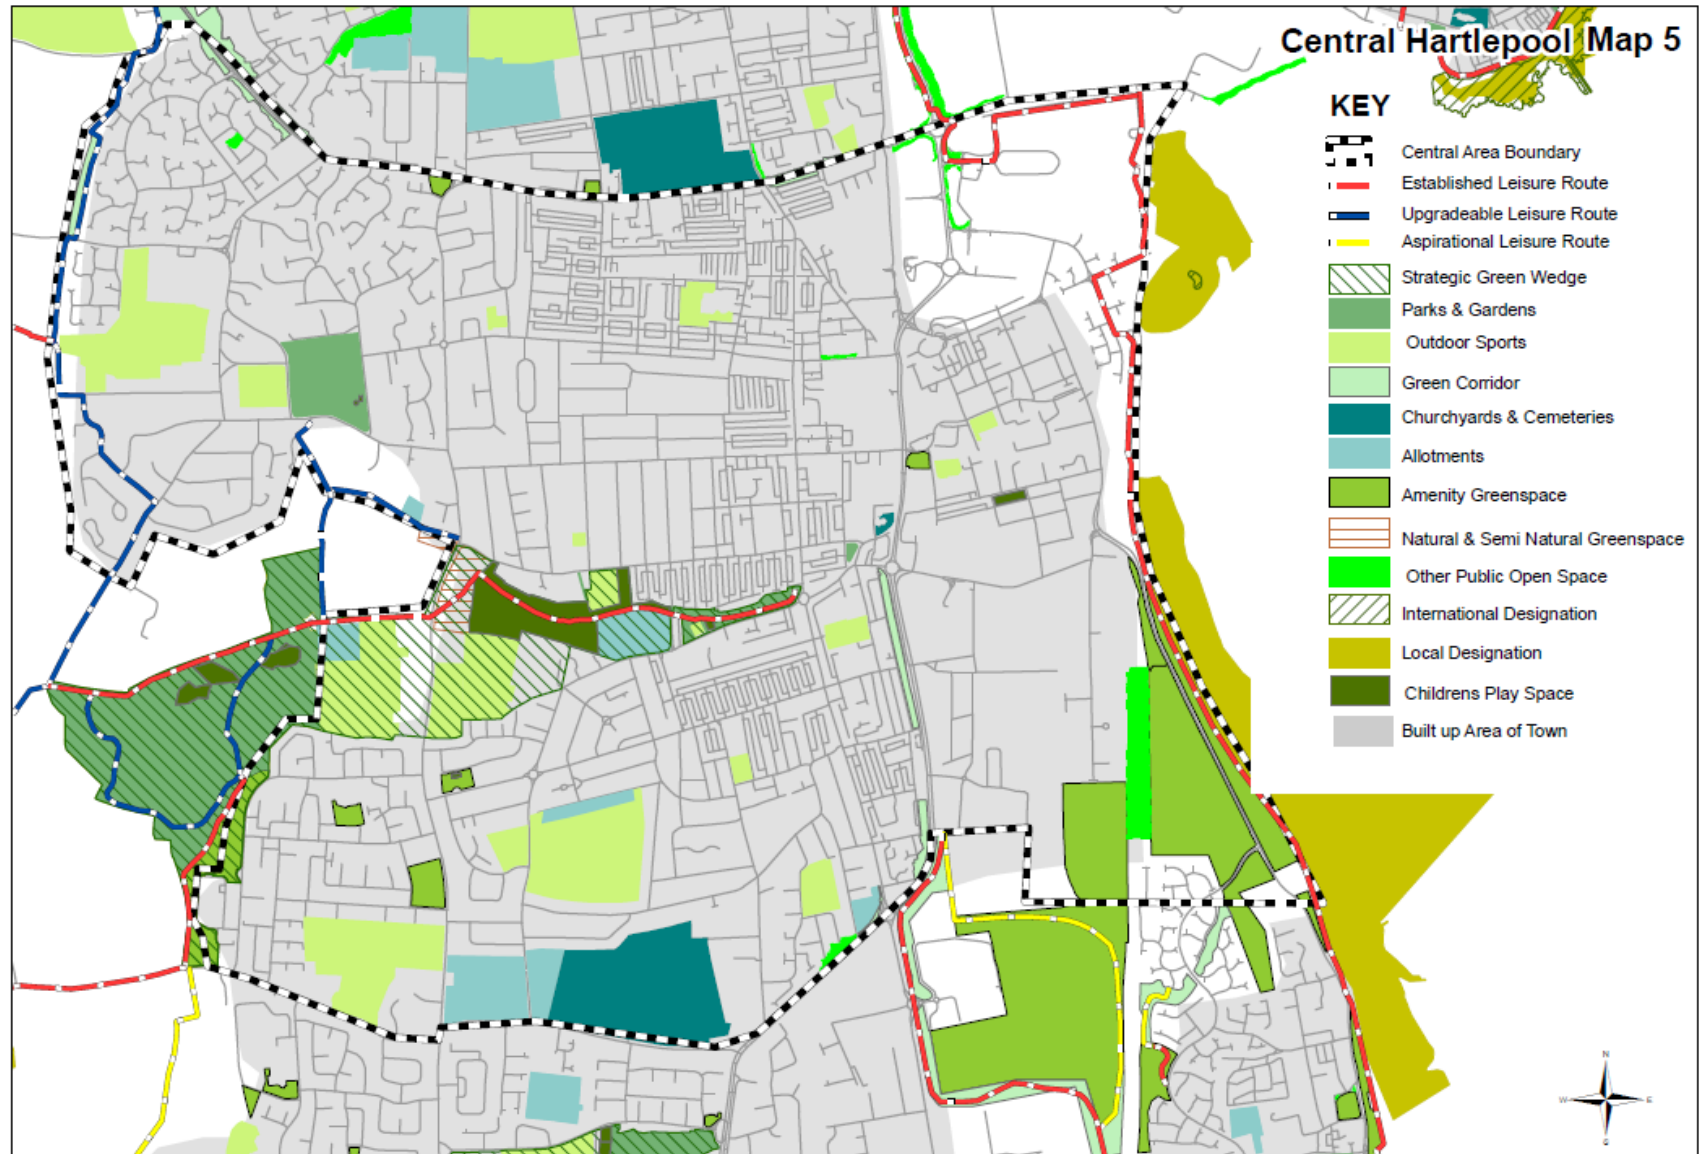 Central Hartlepool Map 5
KEY
Central Area Boundary
Established Leisure Route
Upgradeable Leisure Route
Aspirational Leisure Route
Strategic Green Wedge
Parks & Gardens
Outdoor Sports
Green Corridor
Churchyards & Cemeteries
Allotments
Amenity Greenspace
Natural & Semi Natural Greenspace
Other Public Open Space
International Designation
Local Designation
Childrens Play Space
Built up Area of Town
N
W E
S